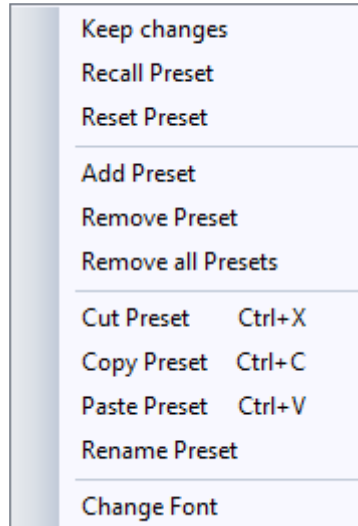 Keep changes
Recall Preset
Reset Preset
Add Preset
Remove Preset
Remove all Presets
Cut Preset Ctrl+X
Copy Preset Ctrl+C
Paste Preset Ctrl+V
Rename Preset
Change Font